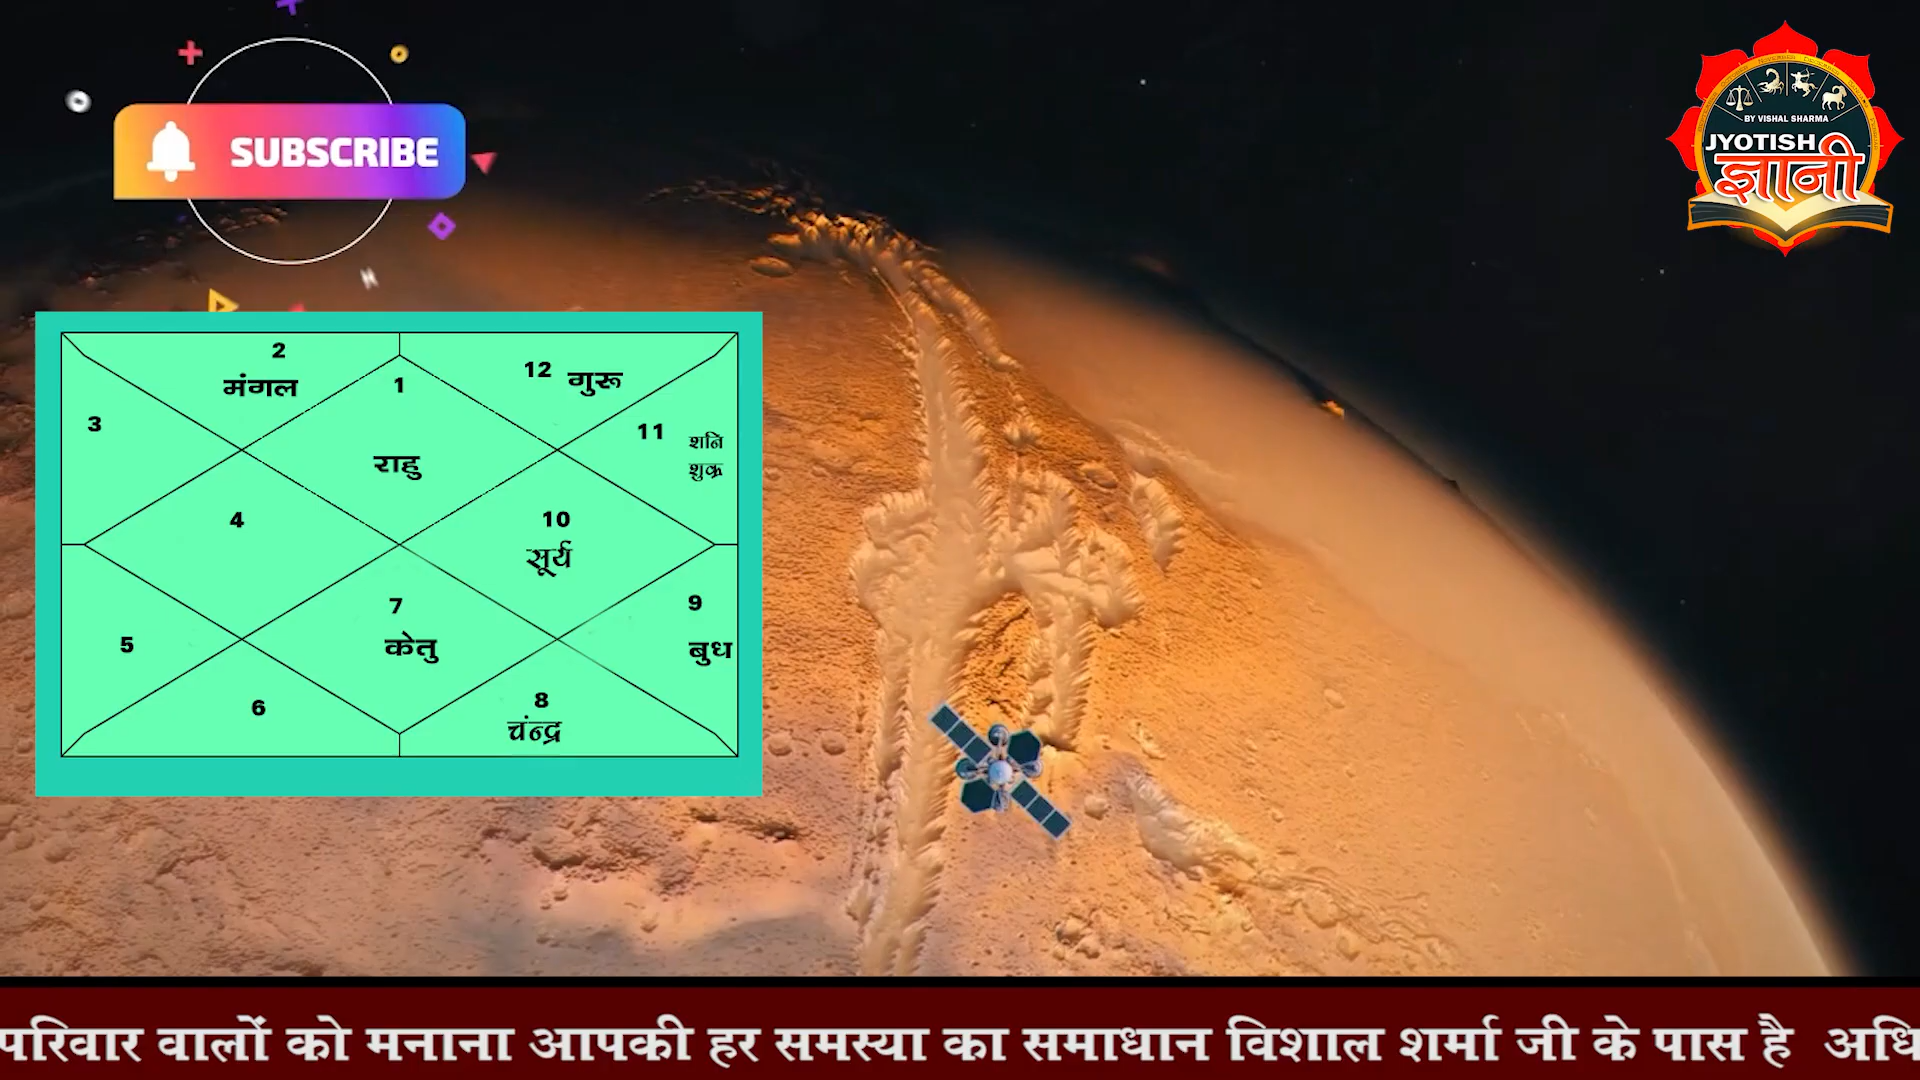 SUBSCRIBE
BY VISHAL SHARMA
JYOTISH
ज्ञानी
2
मंगल
1
12 गुरू
3
11 शनि
शुक्र
राहु
4
10
सूर्य
7
केतु
9
बुध
5
6
8
चंन्द्र
परिवार वालों को मनाना आपकी हर समस्या का समाधान विशाल शर्मा जी के पास है अधि